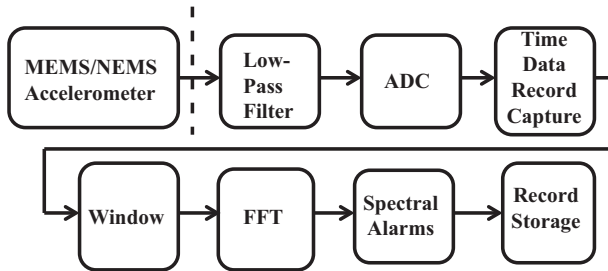 MEMS/NEMS
Accelerometer
Low-
Pass
Filter
ADC
Time
Data
Record
Capture
Window
FFT
Spectral
Alarms
Record
Storage